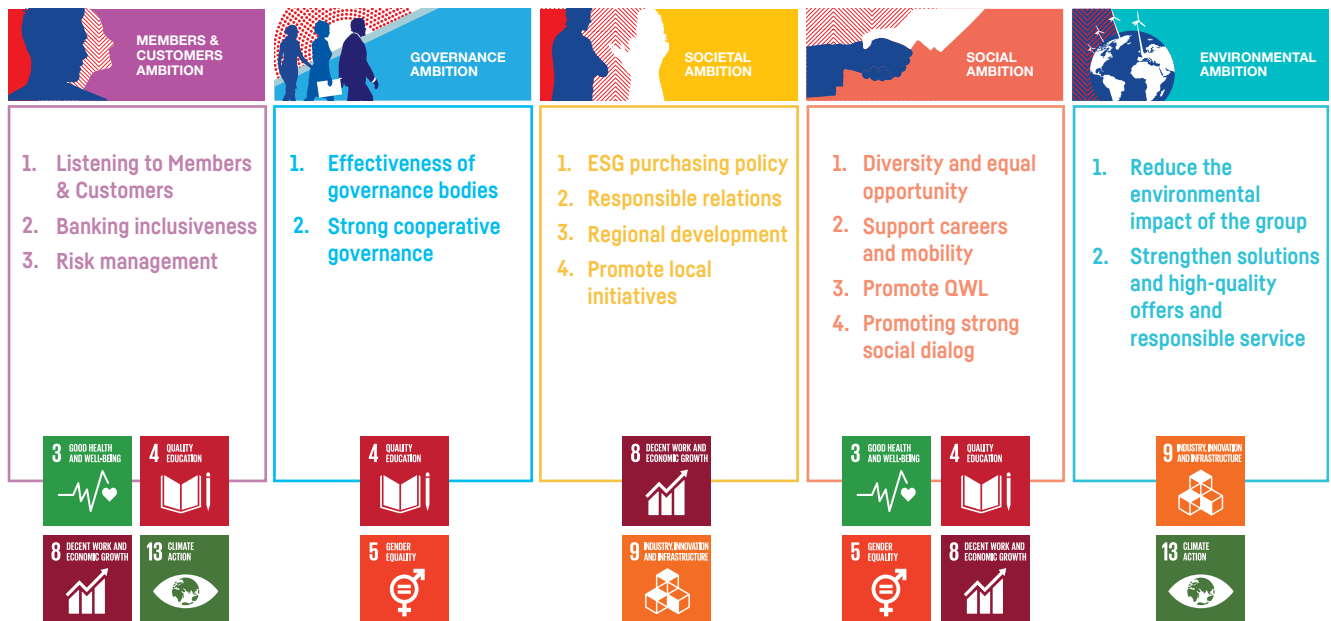 MEMBERS &
CUSTOMERS
AMBITION
1. Listening to Members
& Customers
2. Banking inclusiveness
3. Risk management
3 GOOD HEALTH
AND WELL-BEING
4 QUALITY
EDUCATION
8 DECENT WORK AND
ECONOMIC GROWTH
13 CLIMATE
ACTION
GOVERNANCE
AMBITION
1. Effectiveness of
governance bodies
2. Strong cooperative
governance
4 QUALITY
EDUCATION
5 GENDER
EQUALITY
SOCIETAL
AMBITION
1. ESG purchasing policy
2. Responsible relations
3. Regional development
4. Promote local
initiatives
8 DECENT WORK AND
ECONOMIC GROWTH
9 INDUSTRY, INNOVATION
AND INFRASTRUCTURE
SOCIAL
AMBITION
1. Diversity and equal
opportunity
2. Support careers
and mobility
3. Promote QWL
4. Promoting strong
social dialog
3 GOOD HEALTH
AND WELL-BEING
4 QUALITY
EDUCATION
5 GENDER
EQUALITY
8 DECENT WORK AND
ECONOMIC GROWTH
ENVIRONMENTAL
AMBITION
1. Reduce the
environmental
impact of the group
2. Strengthen solutions
and high-quality
offers and
responsible service
9 INDUSTRY, INNOVATION
AND INFRASTRUCTURE
13 CLIMATE
ACTION